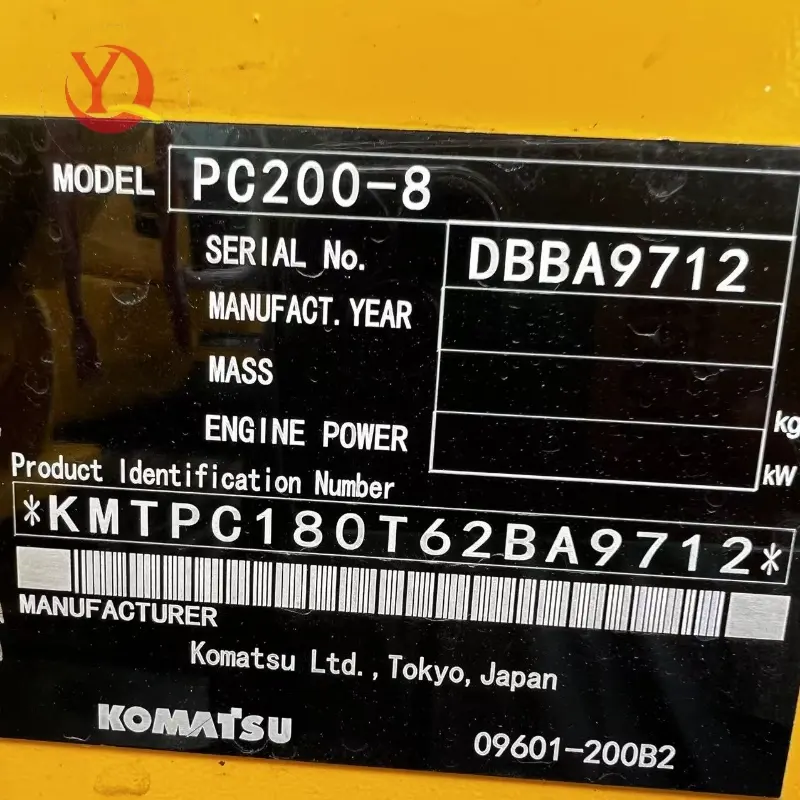 YQ
MODEL PC200-8
SERIAL No. DBBA9712
MANUFACT. YEAR
MASS kg
ENGINE POWER kW
Product Identification Number
*KMTPC180T62BA9712*
MANUFACTURER
Komatsu Ltd., Tokyo, Japan
KOMATSU 09601-200B2